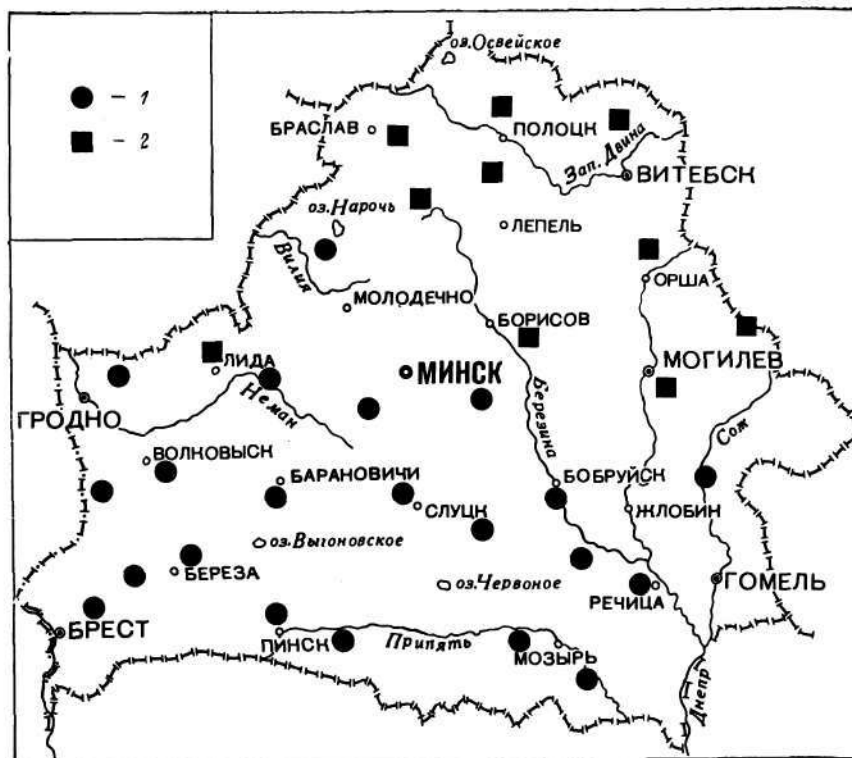 оз. Освейское
- 1
- 2
БРАСЛАВ
ПОЛОЦК
Зап. Двина
ВИТЕБСК
оз. Нарочь
ЛЕПЕЛЬ
Вилия
ОРША
МОЛОДЕЧНО
БОРИСОВ
ЛИДА
МИНСК
МОГИЛЕВ
ГРОДНО
Неман
Березина
Сож
ВОЛКОВЫСК
БАРАНОВИЧИ
БОБРУЙСК
СЛУЦК
ЖЛОБИН
оз. Выгоновское
БЕРЕЗА
оз. Червоное
РЕЧИЦА
ГОМЕЛЬ
БРЕСТ
ПИНСК
Припять
МОЗЫРЬ
Днепр